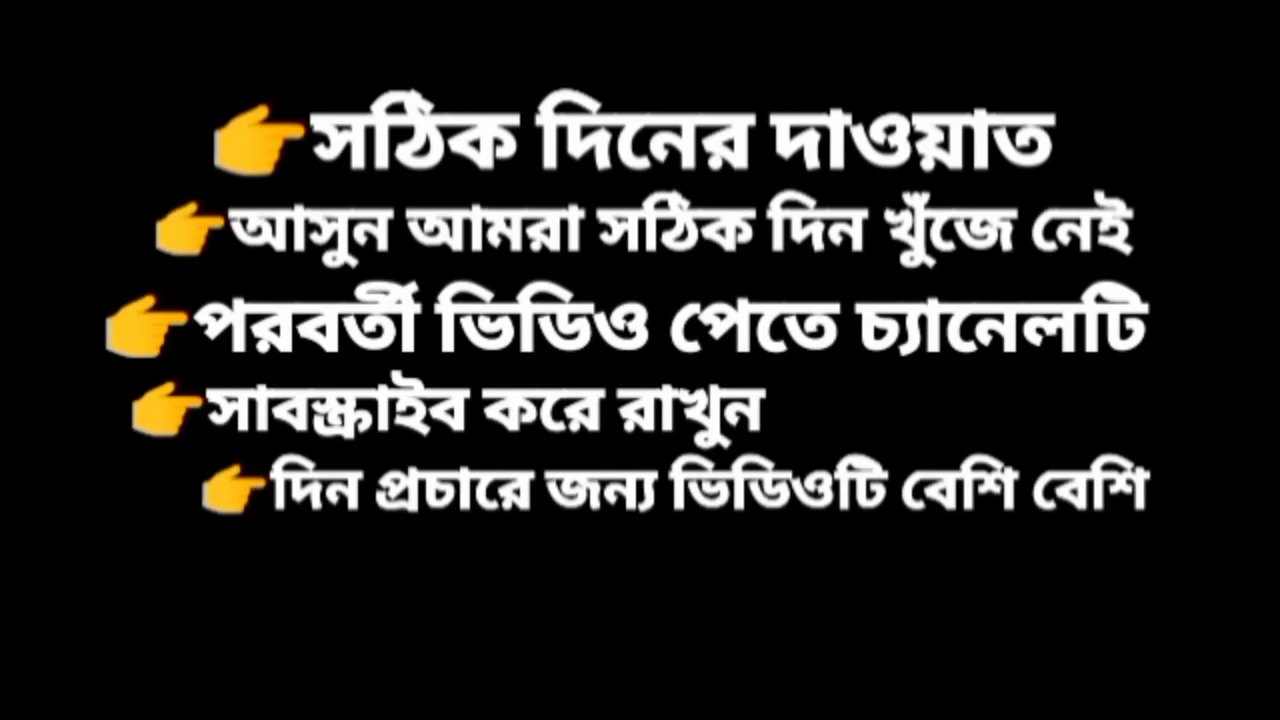 👉সঠিক দিনের দাওয়াত
👉আসুন আমরা সঠিক দিন খুঁজে নেই
👉পরবর্তী ভিডিও পেতে চ্যানেলটি
👉সাবস্ক্রাইব করে রাখুন
👉দিন প্রচারে জন্য ভিডিওটি বেশি বেশি